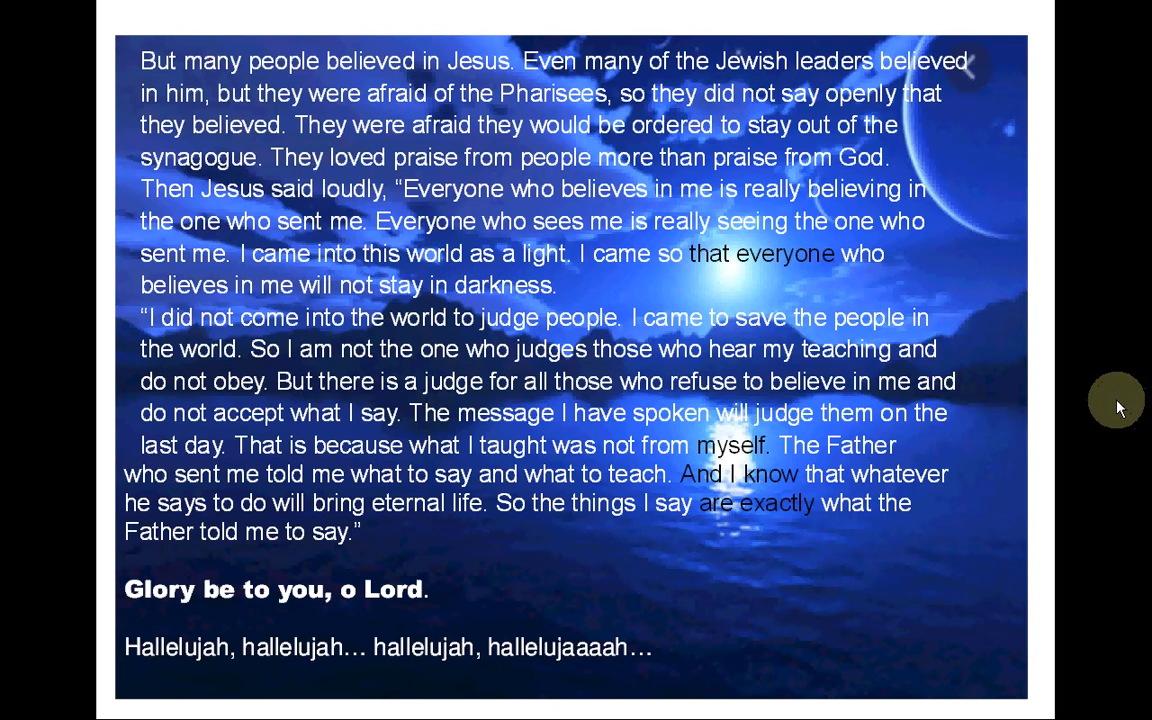 But many people believed in Jesus. Even many of the Jewish leaders believed
in him, but they were afraid of the Pharisees, so they did not say openly that
they believed. They were afraid they would be ordered to stay out of the
synagogue. They loved praise from people more than praise from God.
Then Jesus said loudly, “Everyone who believes in me is really believing in
the one who sent me. Everyone who sees me is really seeing the one who
sent me. I came into this world as a light. I came so that everyone who
believes in me will not stay in darkness.
“I did not come into the world to judge people. I came to save the people in
the world. So I am not the one who judges those who hear my teaching and
do not obey. But there is a judge for all those who refuse to believe in me and
do not accept what I say. The message I have spoken will judge them on the
last day. That is because what I taught was not from myself. The Father
who sent me told me what to say and what to teach. And I know that whatever
he says to do will bring eternal life. So the things I say are exactly what the
Father told me to say.”
Glory be to you, o Lord.
Hallelujah, hallelujah… hallelujah, hallelujaaaah…